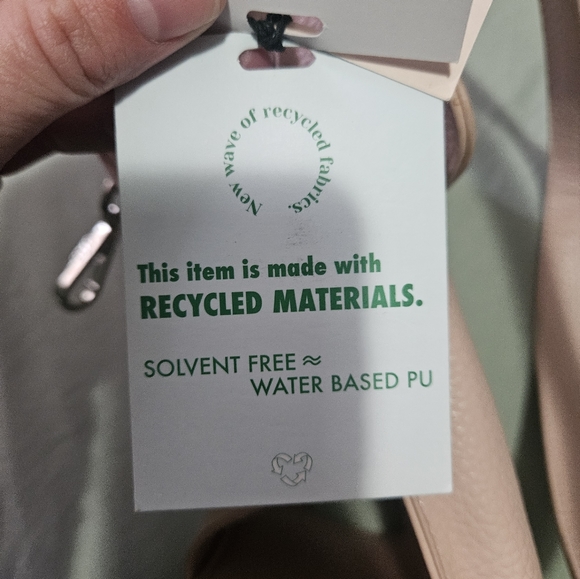 New wave of recycled fabrics.
This item is made with
RECYCLED MATERIALS.
SOLVENT FREE ≈
WATER BASED PU